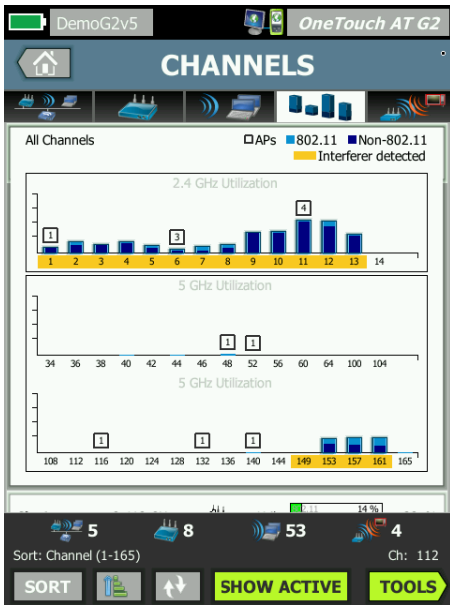 DemoG2v5 OneTouch AT G2
CHANNELS
All Channels APs 802.11 Non-802.11
Interferer detected
2.4 GHz Utilization
4
1 3
1 2 3 4 5 6 7 8 9 10 11 12 13 14
5 GHz Utilization
1 1
34 36 38 40 42 44 46 48 52 56 60 64 100 104
5 GHz Utilization
1 1 1
108 112 116 120 124 128 132 136 140 144 149 153 157 161 165
14 %
5 8 53 4
Sort: Channel (1-165) Ch: 112
SORT SHOW ACTIVE TOOLS